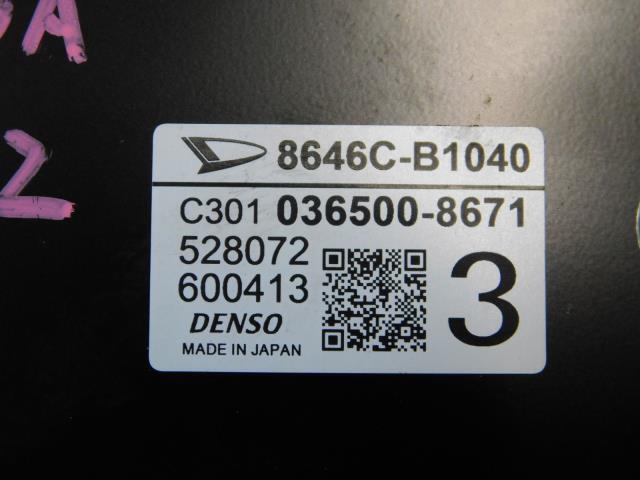 8646C-B1040
C301 036500-8671
528072
600413
3
DENSO
MADE IN JAPAN